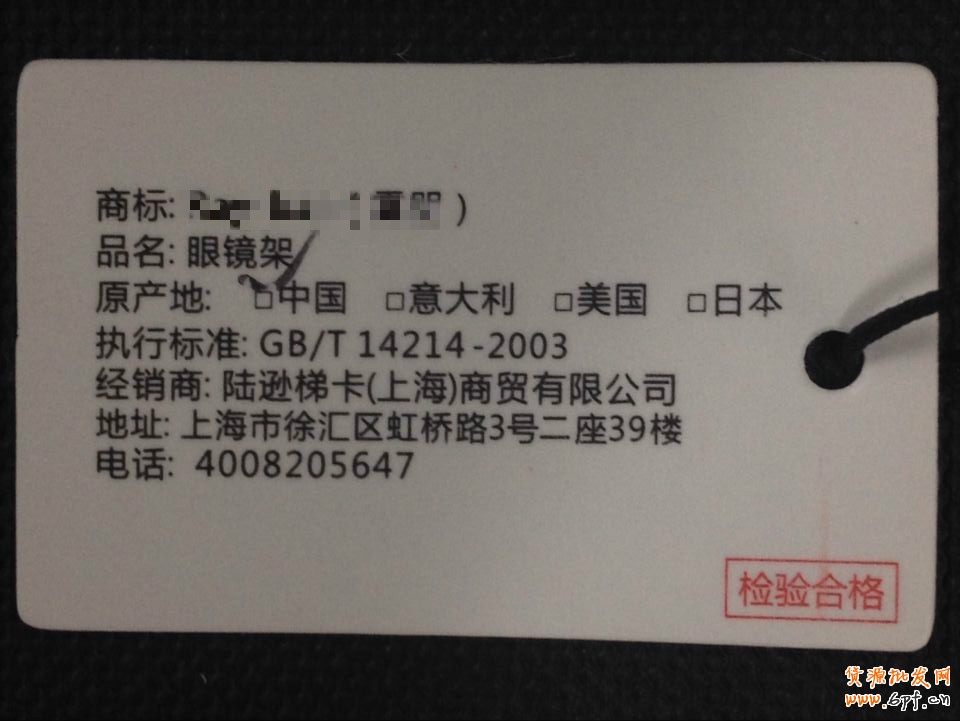 商标: ）
品名: 眼镜架
原产地: □中国 □意大利 □美国 □日本
执行标准: GB/T 14214-2003
经销商: 陆逊梯卡(上海)商贸有限公司
地址: 上海市徐汇区虹桥路3号二座39楼
电话: 4008205647
检验合格
货源批发网
www.6pf.cn